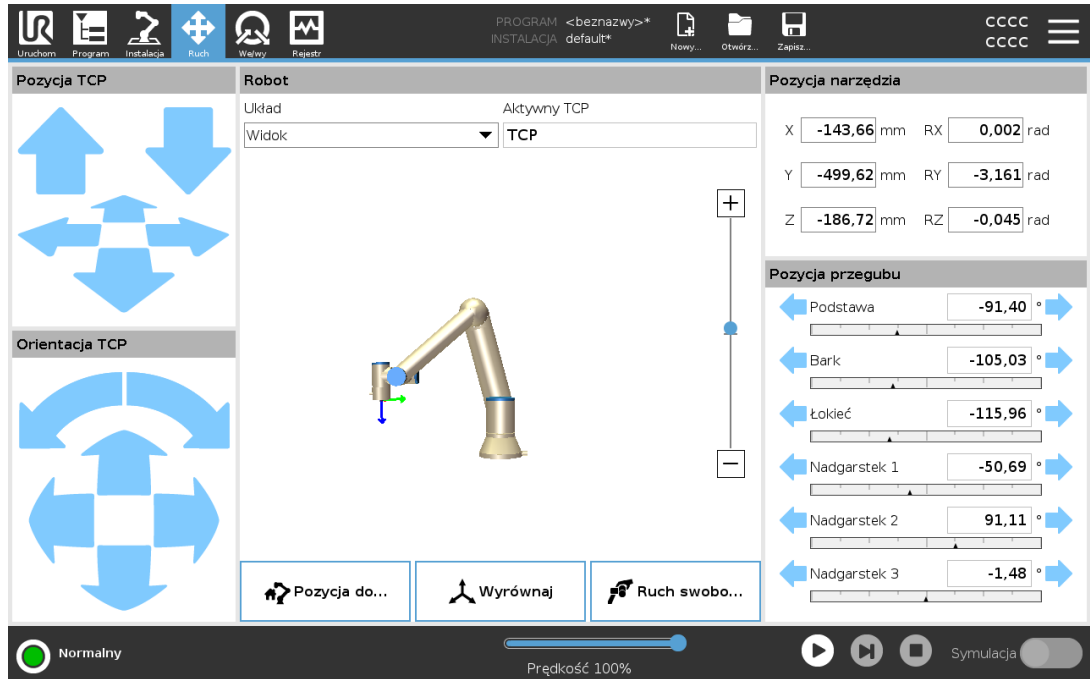 UR
Uruchom
Program
Instalacja
Ruch
We/wy
Rejestr
PROGRAM <beznazwy>*
INSTALACJA default*
Nowy...
Otwórz...
Zapisz...
CCCC
CCCC
Pozycja TCP
Orientacja TCP
Robot
Układ
Aktywny TCP
Widok
TCP
+
−
Pozycja do...
Wyrównaj
Ruch swobo...
Pozycja narzędzia
X -143,66 mm RX 0,002 rad
Y -499,62 mm RY -3,161 rad
Z -186,72 mm RZ -0,045 rad
Pozycja przegubu
Podstawa -91,40 °
Bark -105,03 °
Łokieć -115,96 °
Nadgarstek 1 -50,69 °
Nadgarstek 2 91,11 °
Nadgarstek 3 -1,48 °
Normalny
Prędkość 100%
Symulacja